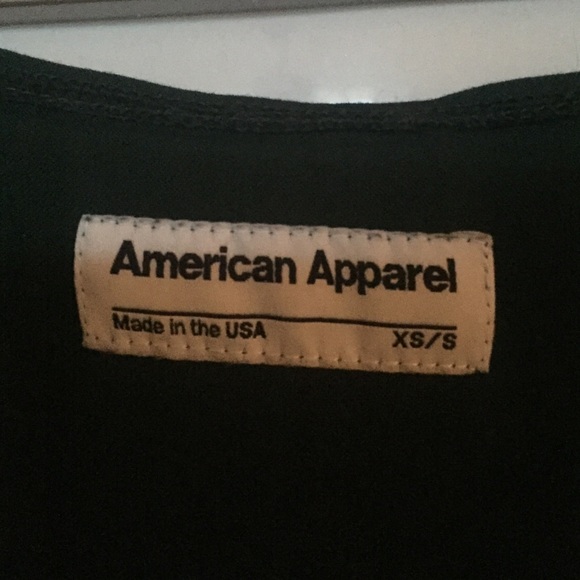 American Apparel
Made in the USA
XS/S